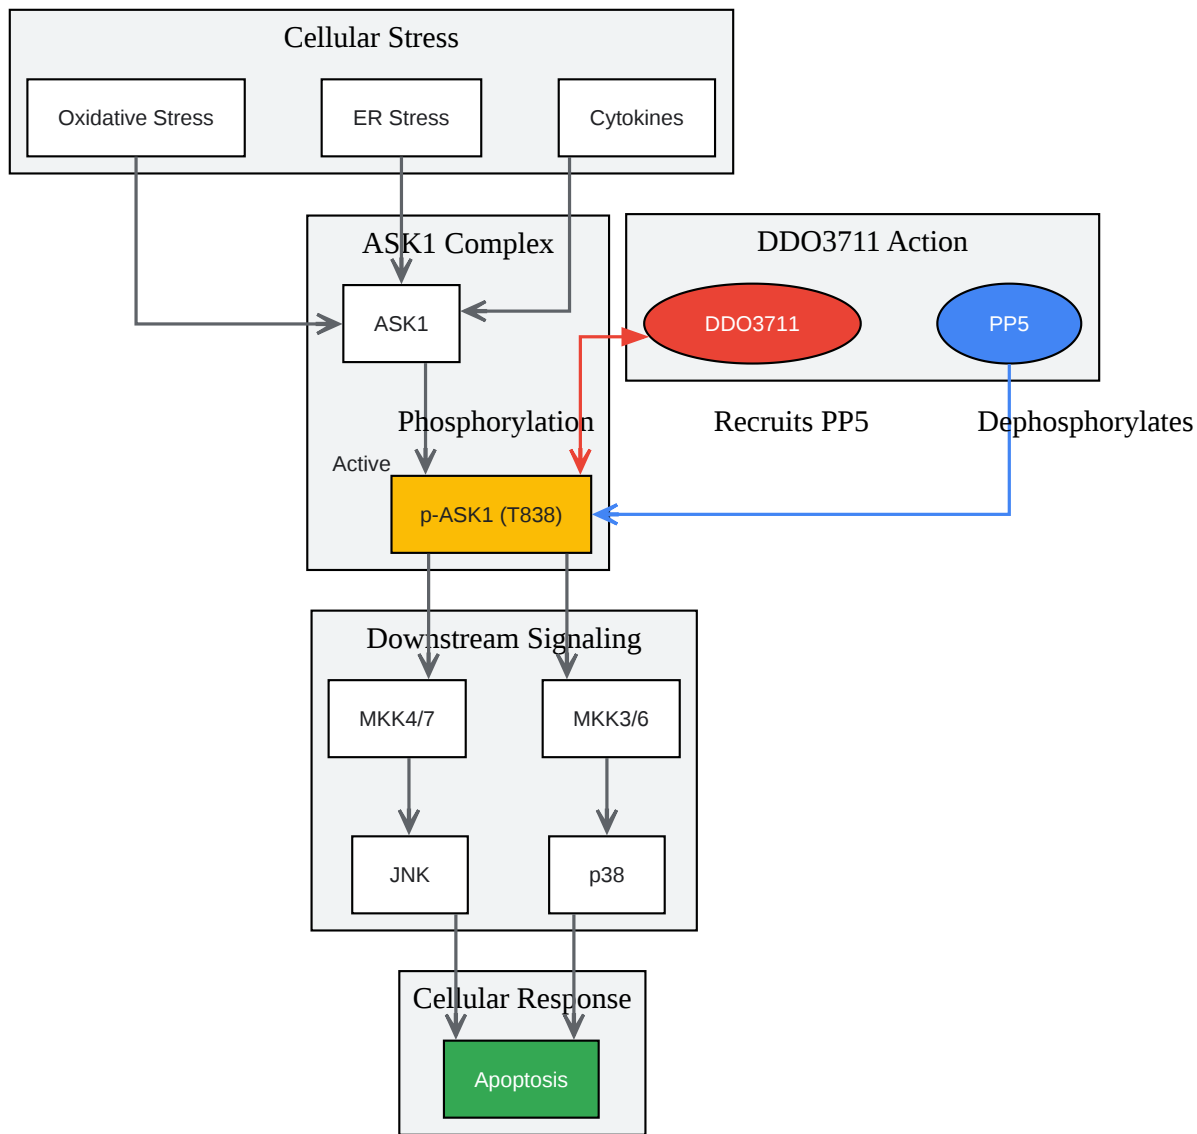 Cellular Stress
Oxidative Stress
ER Stress
Cytokines
ASK1 Complex
DDO3711 Action
ASK1
DDO3711
PP5
Phosphorylation
Recruits PP5
Dephosphorylates
Active
p-ASK1 (T838)
Downstream Signaling
MKK4/7
MKK3/6
JNK
p38
Cellular Response
Apoptosis